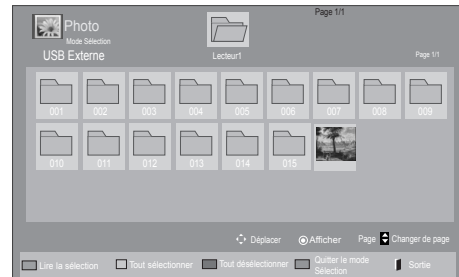 Page 1/1
Photo
Mode Sélection
USB Externe
Lecteur1
Page 1/1
001 002 003 004 005 006 007 008 009
010 011 012 013 014 015
Déplacer Afficher Page Changer de page
Lire la sélection Tout sélectionner Tout désélectionner Quitter le mode Sélection Sortie